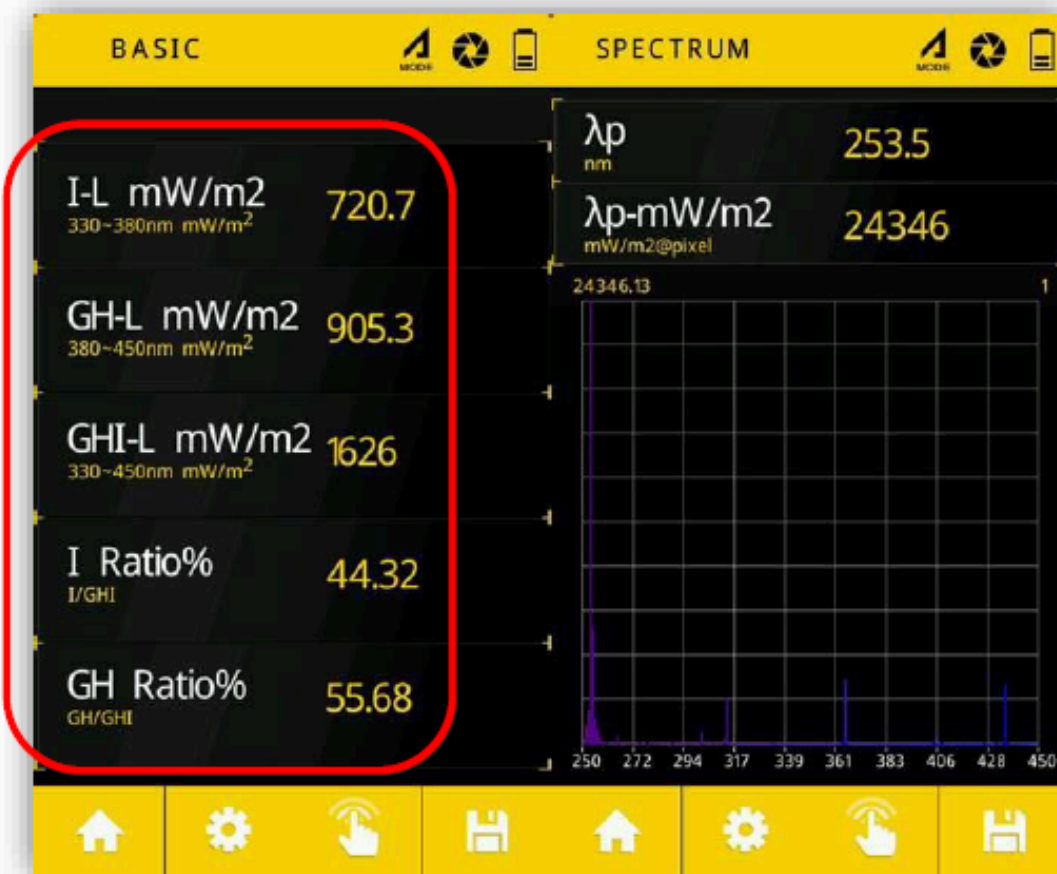 BASIC
MODE
I-L mW/m2
330~380nm mW/m²
720.7
GH-L mW/m2
380~450nm mW/m²
905.3
GHI-L mW/m2
330~450nm mW/m²
1626
I Ratio%
I/GHI
44.32
GH Ratio%
GH/GHI
55.68
SPECTRUM
MODE
λp
nm
253.5
λp-mW/m2
mW/m2@pixel
24346
24346.13 1
250 272 294 317 339 361 383 406 428 450